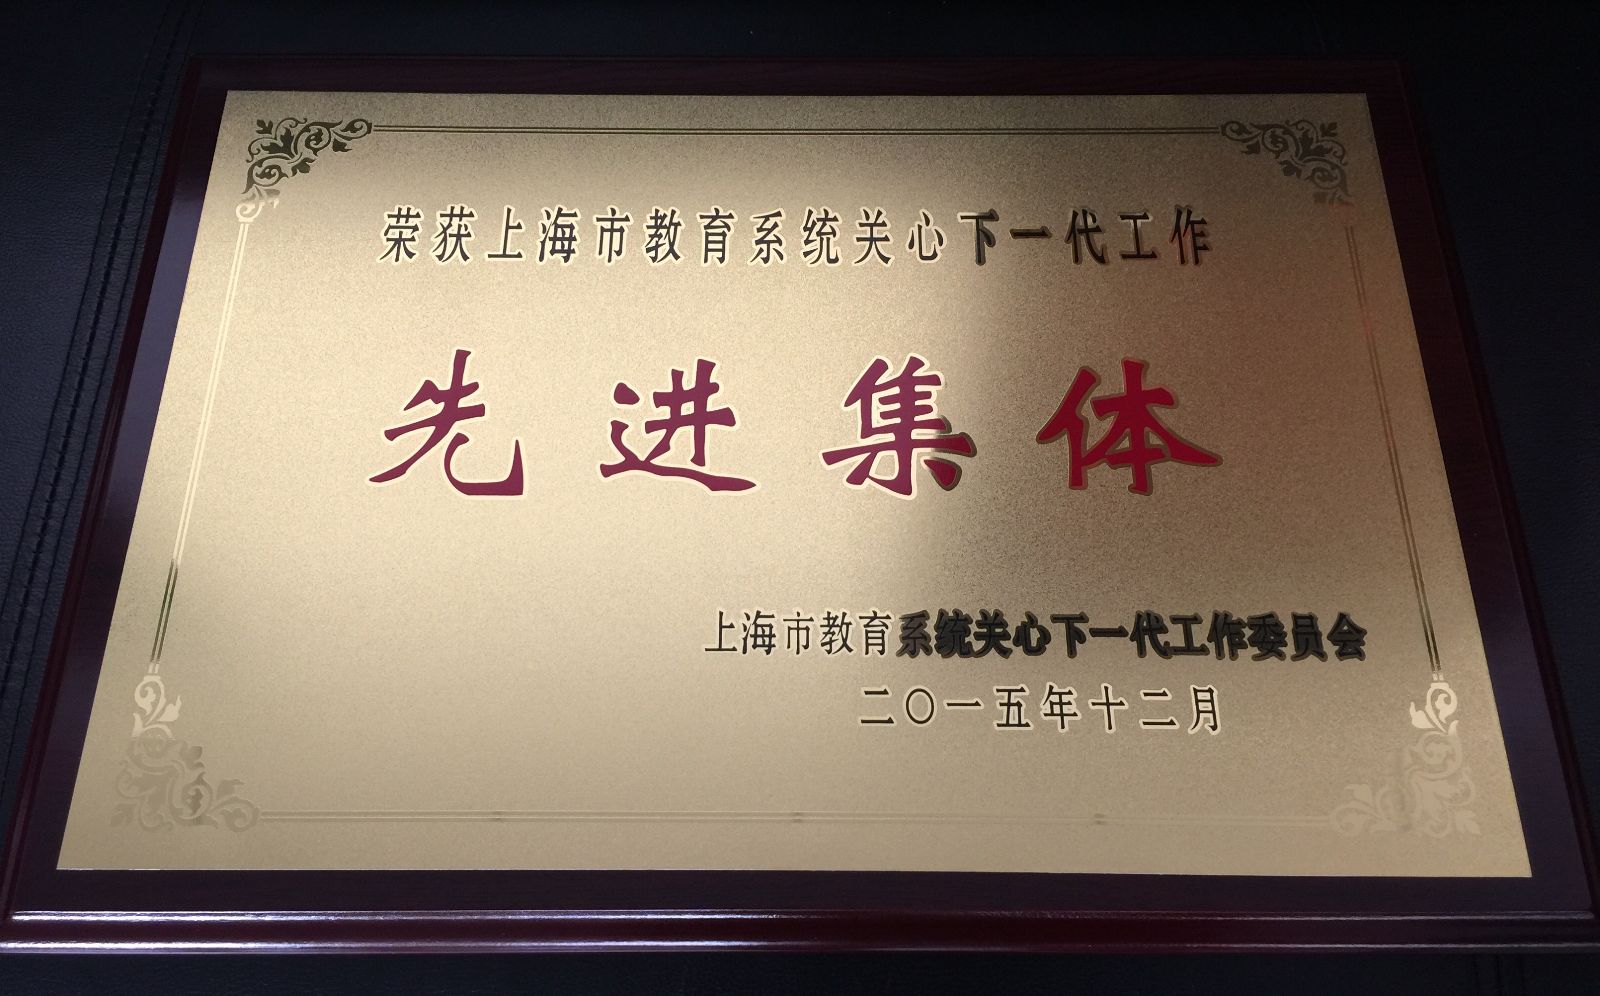 荣获上海市教育系统关心下一代工作
先进集体
上海市教育系统关心下一代工作委员会
二〇一五年十二月